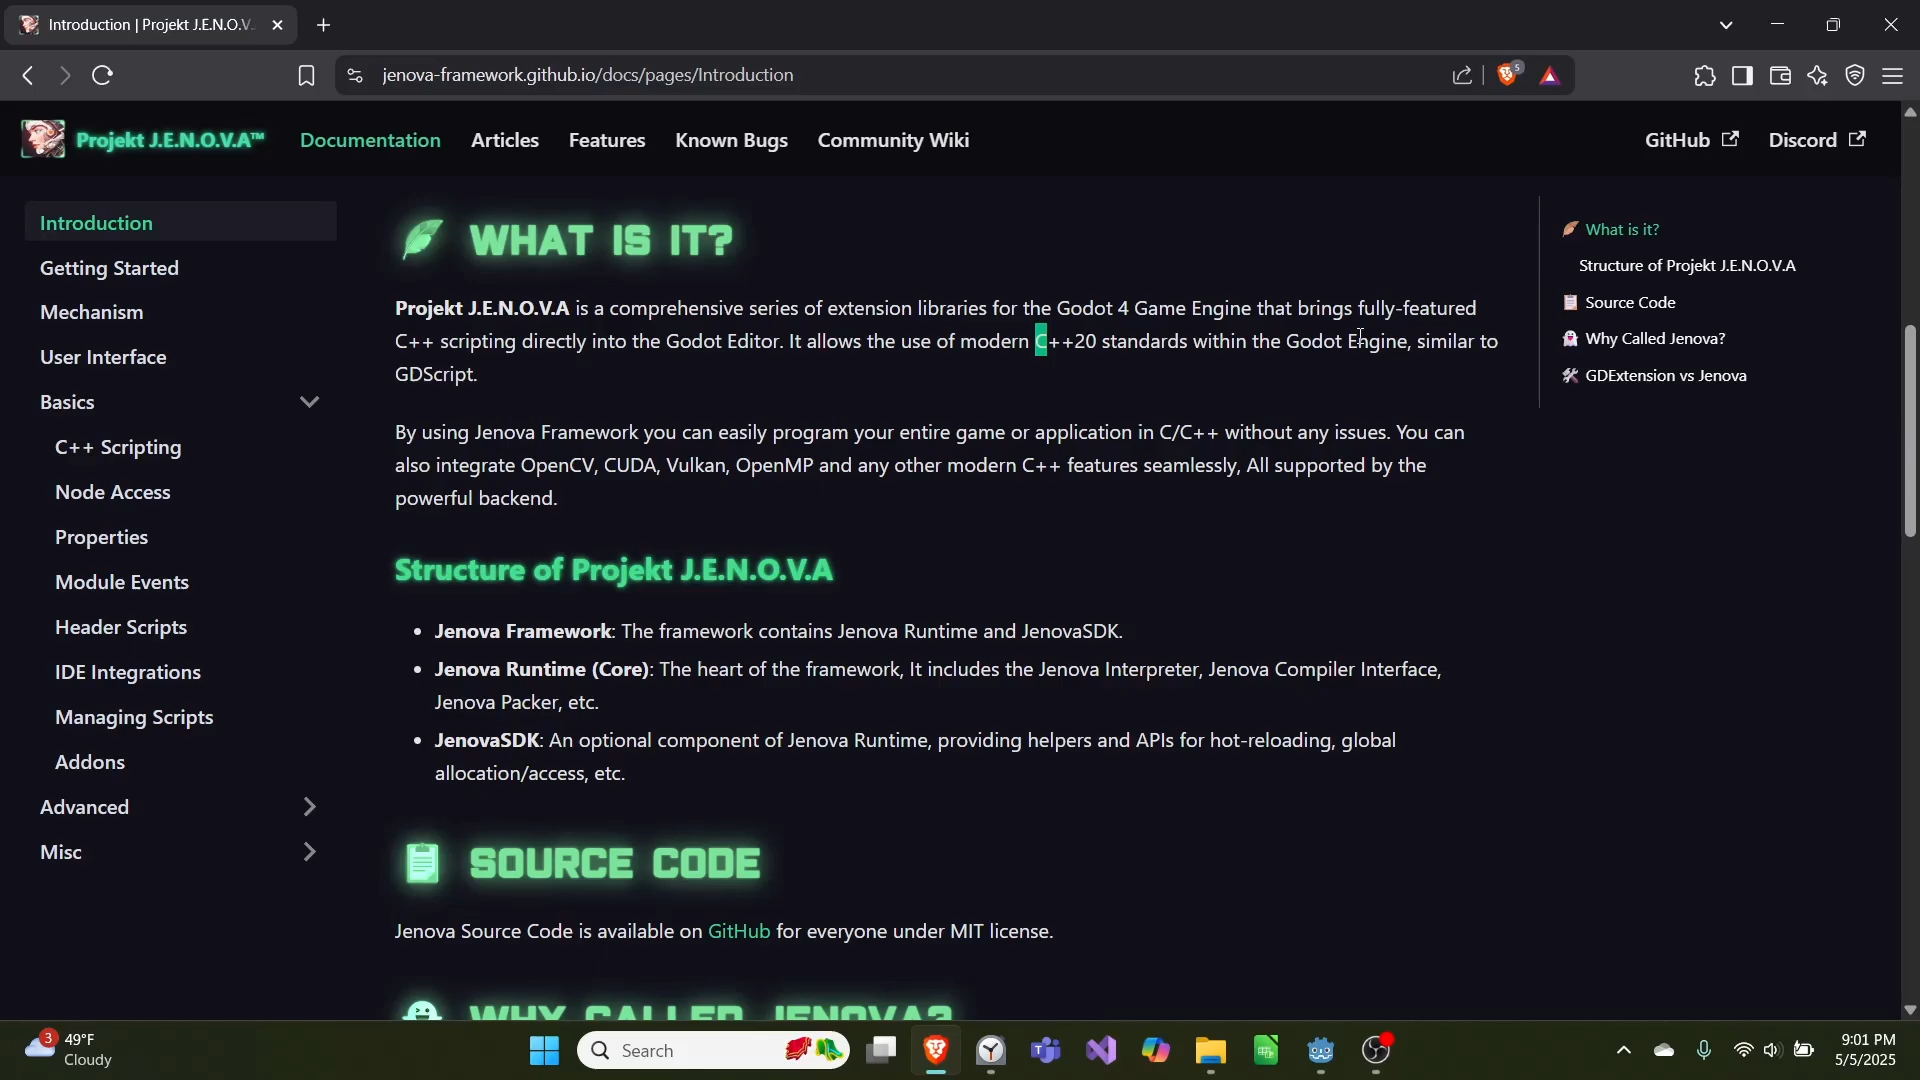 Introduction | Projekt J.E.N.O.V.
jenova-framework.github.io/docs/pages/Introduction
5
Projekt J.E.N.O.V.A™
Documentation
Articles
Features
Known Bugs
Community Wiki
GitHub
Discord
Introduction
Getting Started
Mechanism
User Interface
Basics
C++ Scripting
Node Access
Properties
Module Events
Header Scripts
IDE Integrations
Managing Scripts
Addons
Advanced
Misc
WHAT IS IT?
Projekt J.E.N.O.V.A is a comprehensive series of extension libraries for the Godot 4 Game Engine that brings fully-featured
C++ scripting directly into the Godot Editor. It allows the use of modern C++20 standards within the Godot Engine, similar to
GDScript.
By using Jenova Framework you can easily program your entire game or application in C/C++ without any issues. You can
also integrate OpenCV, CUDA, Vulkan, OpenMP and any other modern C++ features seamlessly, All supported by the
powerful backend.
Structure of Projekt J.E.N.O.V.A
• Jenova Framework: The framework contains Jenova Runtime and JenovaSDK.
• Jenova Runtime (Core): The heart of the framework, It includes the Jenova Interpreter, Jenova Compiler Interface,
Jenova Packer, etc.
• JenovaSDK: An optional component of Jenova Runtime, providing helpers and APIs for hot-reloading, global
allocation/access, etc.
SOURCE CODE
Jenova Source Code is available on GitHub for everyone under MIT license.
WHY CALLED JENOVA?
What is it?
Structure of Projekt J.E.N.O.V.A
Source Code
Why Called Jenova?
GDExtension vs Jenova
3
49°F
Cloudy
Search
9:01 PM
5/5/2025